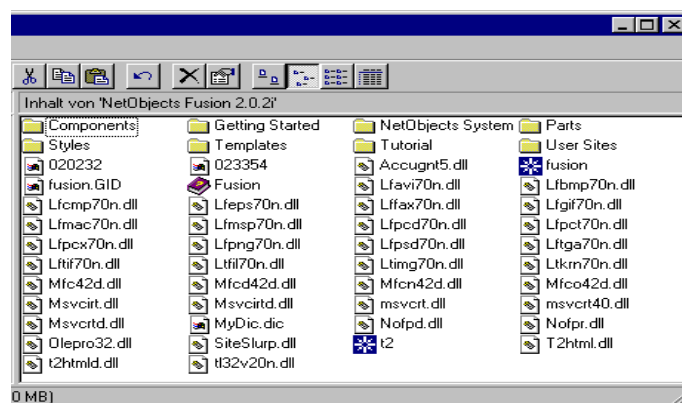 Inhalt von 'NetObjects Fusion 2.0.2i'
Components Getting Started NetObjects System Parts
Styles Templates Tutorial User Sites
020232 023354 Accugnt5.dll fusion
fusion.GID Fusion Lfavi70n.dll Lfbmp70n.dll
Lfcmp70n.dll Lfeps70n.dll Lffax70n.dll Lfgif70n.dll
Lfmac70n.dll Lfmsp70n.dll Lfpcd70n.dll Lfpct70n.dll
Lfpcx70n.dll Lfpng70n.dll Lfpsd70n.dll Lftga70n.dll
Lftif70n.dll Ltfil70n.dll Ltimg70n.dll Ltkrn70n.dll
Mfc42d.dll Mfcd42d.dll Mfcn42d.dll Mfco42d.dll
Msvcirt.dll Msvcirtd.dll msvcrt.dll msvcrt40.dll
Msvcrtd.dll MyDic.dic Nofpd.dll Nofpr.dll
Olepro32.dll SiteSlurp.dll t2 T2html.dll
t2htmld.dll tl32v20n.dll
0 MB)